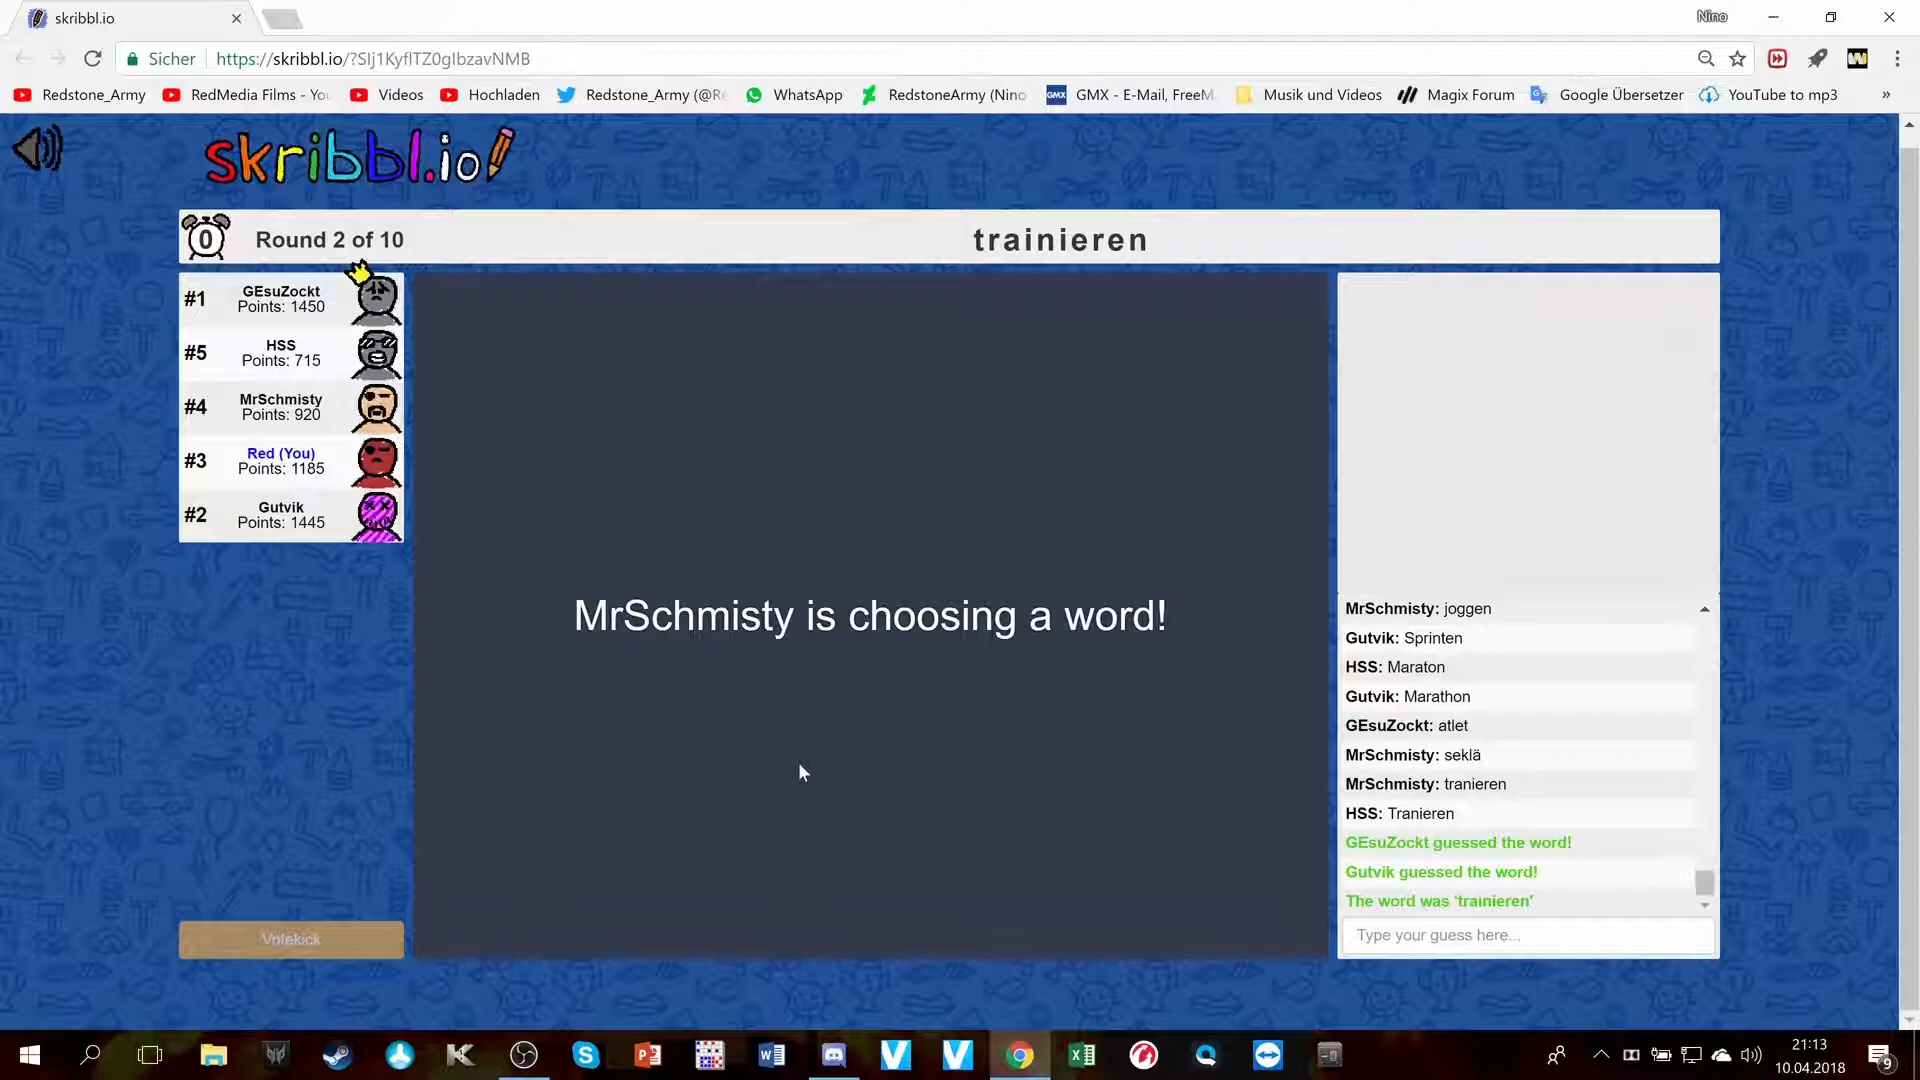 skribbl.io
Nino
Sicher
https://skribbl.io/?SIj1KyflTZ0gIbzavNMB
Redstone_Army
RedMedia Films - You
Videos
Hochladen
Redstone_Army (@Re
WhatsApp
RedstoneArmy (Nino
GMX - E-Mail, FreeM
Musik und Videos
Magix Forum
Google Übersetzer
YouTube to mp3
»
skribbl.io
0
Round 2 of 10
trainieren
#1
GEsuZockt
Points: 1450
#5
HSS
Points: 715
#4
MrSchmisty
Points: 920
#3
Red (You)
Points: 1185
#2
Gutvik
Points: 1445
Votekick
MrSchmisty is choosing a word!
MrSchmisty: joggen
Gutvik: Sprinten
HSS: Maraton
Gutvik: Marathon
GEsuZockt: atlet
MrSchmisty: seklä
MrSchmisty: tranieren
HSS: Tranieren
GEsuZockt guessed the word!
Gutvik guessed the word!
The word was 'trainieren'
Type your guess here...
21:13
10.04.2018
9